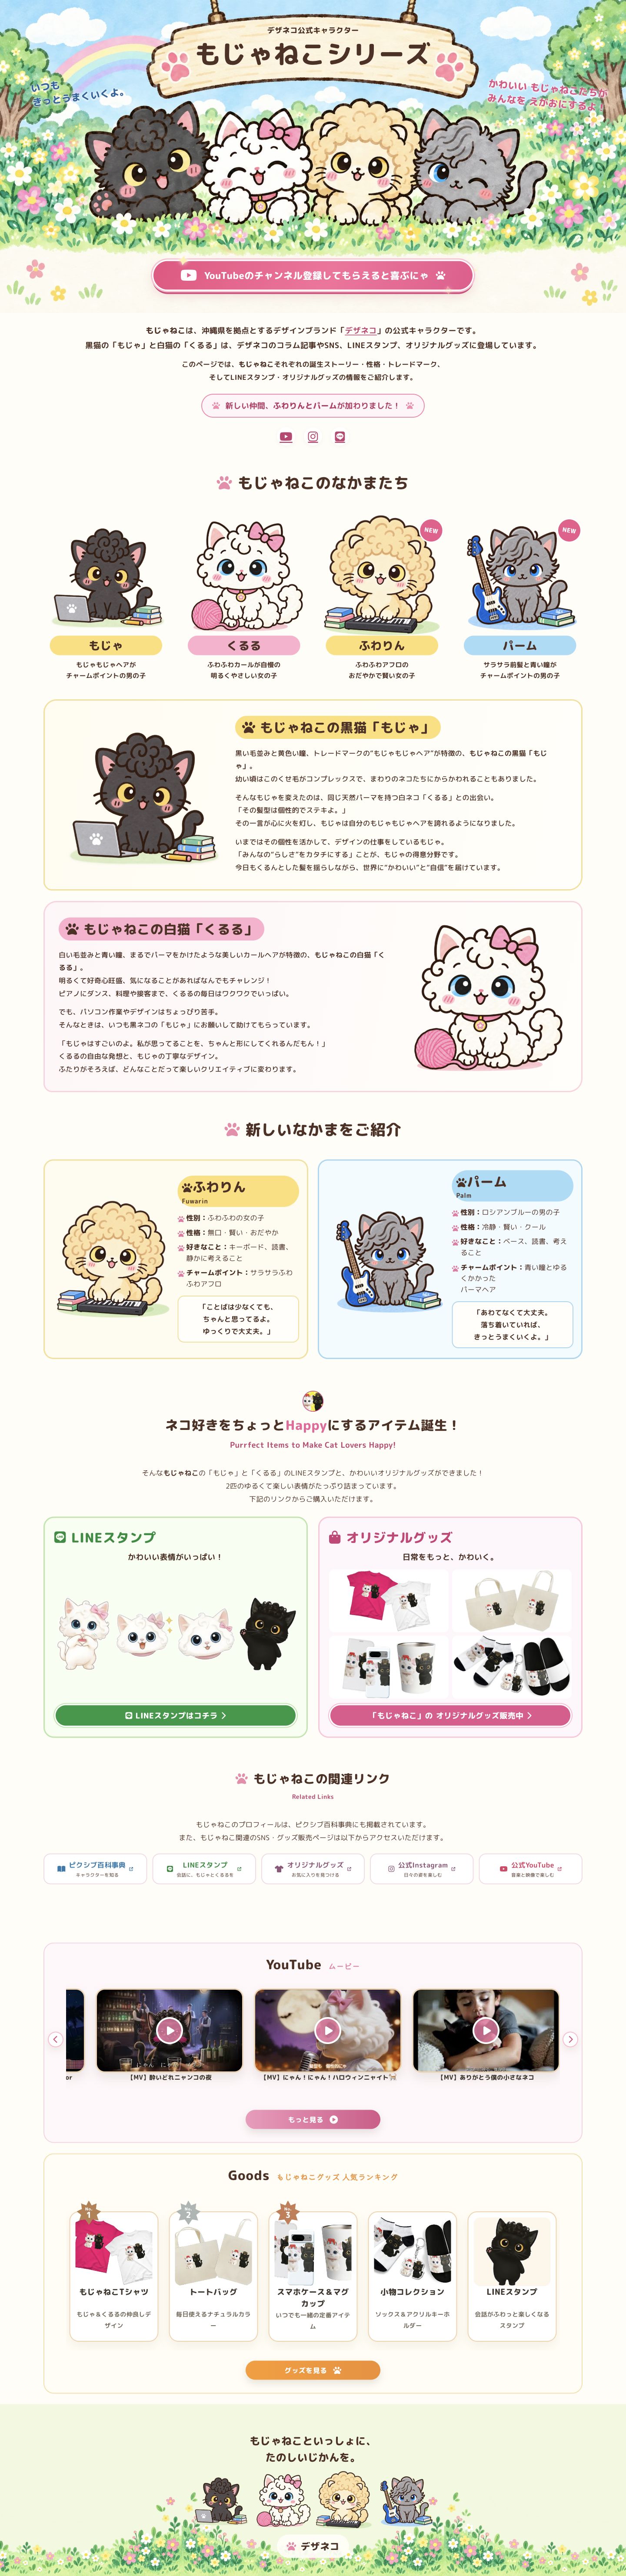 デザネコ公式キャラクター
もじゃねこシリーズ
いつも
きっとうまくいくよ。
かわいい もじゃねこたちが
みんなを えがおにするよ
YouTubeのチャンネル登録してもらえると喜ぶにゃ
もじゃねこは、沖縄県を拠点とするデザインブランド「デザネコ」の公式キャラクターです。
黒猫の「もじゃ」と白猫の「くるる」は、デザネコのコラム記事やSNS、LINEスタンプ、オリジナルグッズに登場しています。
このページでは、もじゃねこそれぞれの誕生ストーリー・性格・トレードマーク、
そしてLINEスタンプ・オリジナルグッズの情報をご紹介します。
新しい仲間、ふわりんとパームが加わりました！
もじゃねこのなかまたち
NEW
NEW
もじゃ
くるる
ふわりん
パーム
もじゃもじゃヘアが
チャームポイントの男の子
ふわふわカールが自慢の
明るくやさしい女の子
ふわふわアフロの
おだやかで賢い女の子
サラサラ前髪と青い瞳が
チャームポイントの男の子
もじゃねこの黒猫「もじゃ」
黒い毛並みと黄色い瞳、トレードマークの“もじゃもじゃヘア”が特徴の、もじゃねこの黒猫「もじ
ゃ」。
幼い頃はこのくせ毛がコンプレックスで、まわりのネコたちにからかわれることもありました。
そんなもじゃを変えたのは、同じ天然パーマを持つ白ネコ「くるる」との出会い。
「その髪型は個性的でステキよ。」
その一言が心に火を灯し、もじゃは自分のもじゃもじゃヘアを誇れるようになりました。
いまではその個性を活かして、デザインの仕事をしているもじゃ。
「みんなの“らしさ”をカタチにする」ことが、もじゃの得意分野です。
今日もくるんとした髪を揺らしながら、世界に“かわいい”と“自信”を届けています。
もじゃねこの白猫「くるる」
白い毛並みと青い瞳、まるでパーマをかけたような美しいカールヘアが特徴の、もじゃねこの白猫「く
るる」。
明るくて好奇心旺盛、気になることがあればなんでもチャレンジ！
ピアノにダンス、料理や接客まで、くるるの毎日はワクワクでいっぱい。
でも、パソコン作業やデザインはちょっぴり苦手。
そんなときは、いつも黒ネコの「もじゃ」にお願いして助けてもらっています。
「もじゃはすごいのよ。私が思ってることを、ちゃんと形にしてくれるんだもん！」
くるるの自由な発想と、もじゃの丁寧なデザイン。
ふたりがそろえば、どんなことだって楽しいクリエイティブに変わります。
新しいなかまをご紹介
ふわりん
Fuwarin
性別：ふわふわの女の子
性格：無口・賢い・おだやか
好きなこと：キーボード、読書、
静かに考えること
チャームポイント：サラサラふわ
ふわアフロ
「ことばは少なくても、
ちゃんと思ってるよ。
ゆっくりで大丈夫。」
パーム
Palm
性別：ロシアンブルーの男の子
性格：冷静・賢い・クール
好きなこと：ベース、読書、考え
ること
チャームポイント：青い瞳とゆる
くかかった
パーマヘア
「あわてなくて大丈夫。
落ち着いていれば、
きっとうまくいくよ。」
ネコ好きをちょっとHappyにするアイテム誕生！
Purrfect Items to Make Cat Lovers Happy!
そんなもじゃねこの「もじゃ」と「くるる」のLINEスタンプと、かわいいオリジナルグッズができました！
2匹のゆるくて楽しい表情がたっぷり詰まっています。
下記のリンクからご購入いただけます。
LINEスタンプ
かわいい表情がいっぱい！
LINEスタンプはコチラ
オリジナルグッズ
日常をもっと、かわいく。
「もじゃねこ」の オリジナルグッズ販売中
もじゃねこの関連リンク
Related Links
もじゃねこのプロフィールは、ピクシブ百科事典にも掲載されています。
また、もじゃねこ関連のSNS・グッズ販売ページは以下からアクセスいただけます。
ピクシブ百科事典
キャラクターを知る
LINEスタンプ
会話に、もじゃとくるるを
オリジナルグッズ
お気に入りを見つける
公式Instagram
日々の姿を楽しむ
公式YouTube
音楽と映像で楽しむ
YouTube ムービー
or
【MV】酔いどれニャンコの夜
【MV】にゃん！にゃん！ハロウィンニャイト
【MV】ありがとう僕の小さなネコ
もっと見る
Goods もじゃねこグッズ 人気ランキング
1
2
3
もじゃねこTシャツ
もじゃ＆くるるの仲良しデ
ザイン
トートバッグ
毎日使えるナチュラルカラ
ー
スマホケース＆マグ
カップ
いつでも一緒の定番アイテ
ム
小物コレクション
ソックス＆アクリルキーホ
ルダー
LINEスタンプ
会話がふわっと楽しくなる
スタンプ
グッズを見る
もじゃねこといっしょに、
たのしいじかんを。
デザネコ